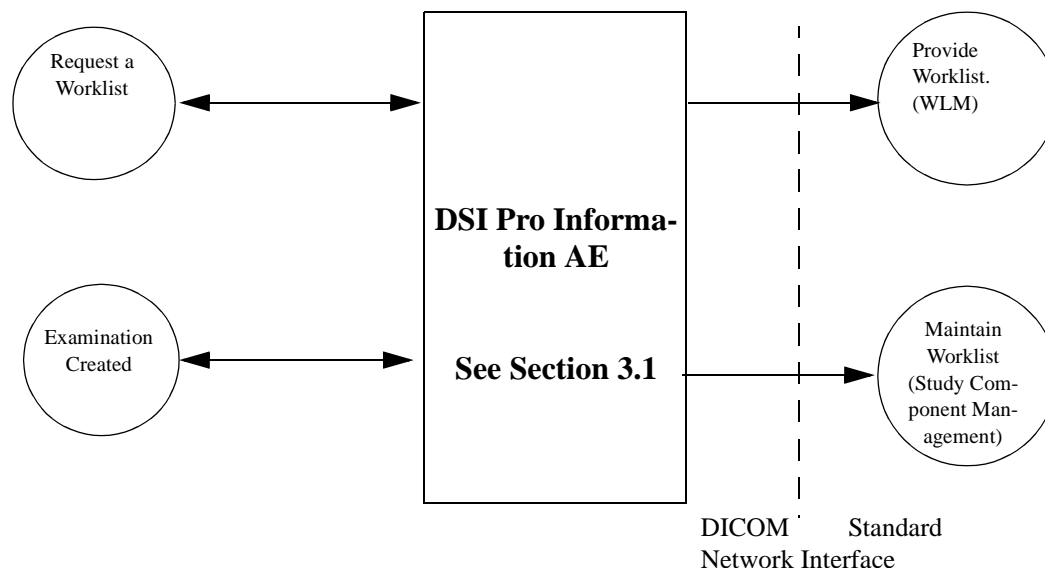 Request a
Worklist
Provide
Worklist.
(WLM)
DSI Pro Informa-
tion AE
See Section 3.1
Examination
Created
Maintain
Worklist
(Study Com-
ponent Man-
agement)
DICOM Standard
Network Interface